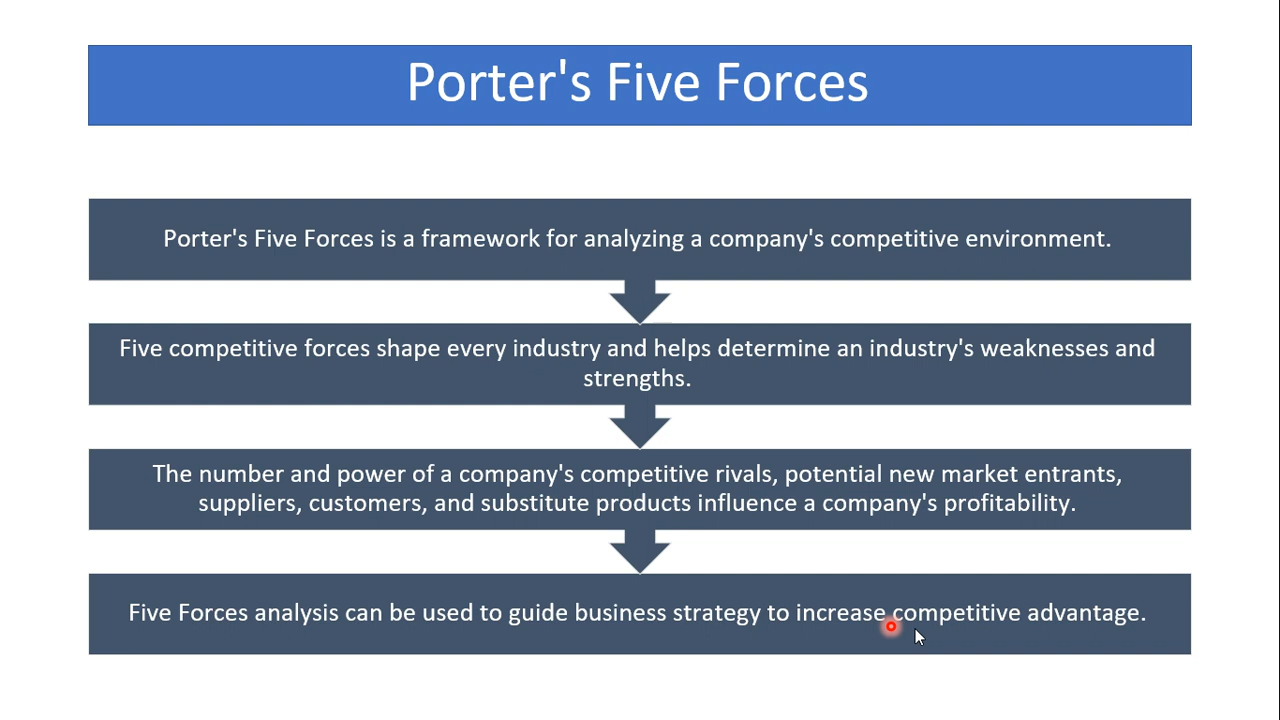 Porter's Five Forces
Porter's Five Forces is a framework for analyzing a company's competitive environment.
Five competitive forces shape every industry and helps determine an industry's weaknesses and
strengths.
The number and power of a company's competitive rivals, potential new market entrants,
suppliers, customers, and substitute products influence a company's profitability.
Five Forces analysis can be used to guide business strategy to increase competitive advantage.